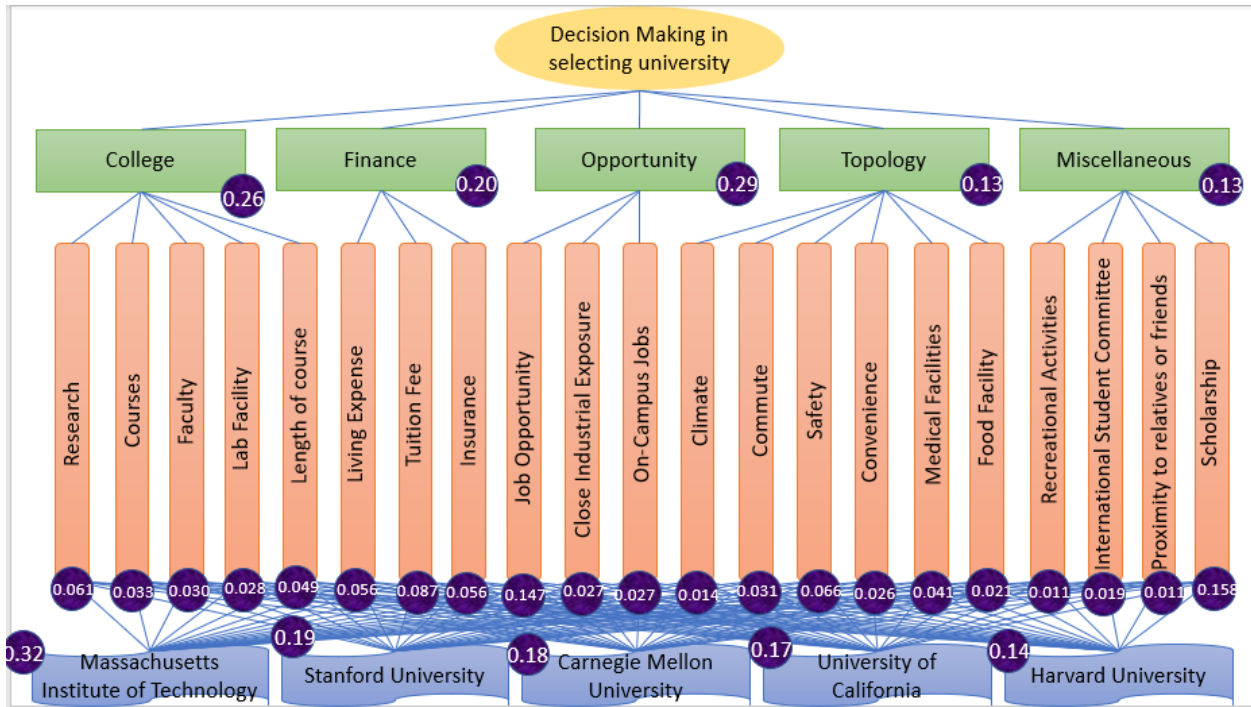 Decision Making in
selecting university
College
Finance
Opportunity
Topology
Miscellaneous
0.26
0.20
0.29
0.13
0.13
Research
Courses
Faculty
Lab Facility
Length of course
Living Expense
Tuition Fee
Insurance
Job Opportunity
Close Industrial Exposure
On-Campus Jobs
Climate
Commute
Safety
Convenience
Medical Facilities
Food Facility
Recreational Activities
International Student Committee
Proximity to relatives or friends
Scholarship
0.061
0.033
0.030
0.028
0.049
0.056
0.087
0.056
0.147
0.027
0.027
0.014
0.031
0.066
0.026
0.041
0.021
0.011
0.019
0.011
0.158
0.32
0.19
0.18
0.17
0.14
Massachusetts
Institute of Technology
Stanford University
Carnegie Mellon
University
University of
California
Harvard University